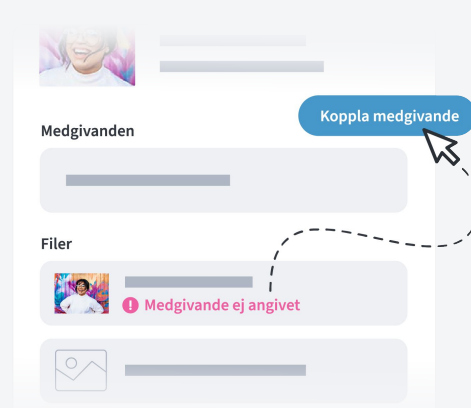 Koppla medgivande
Medgivanden
Filer
Medgivande ej angivet